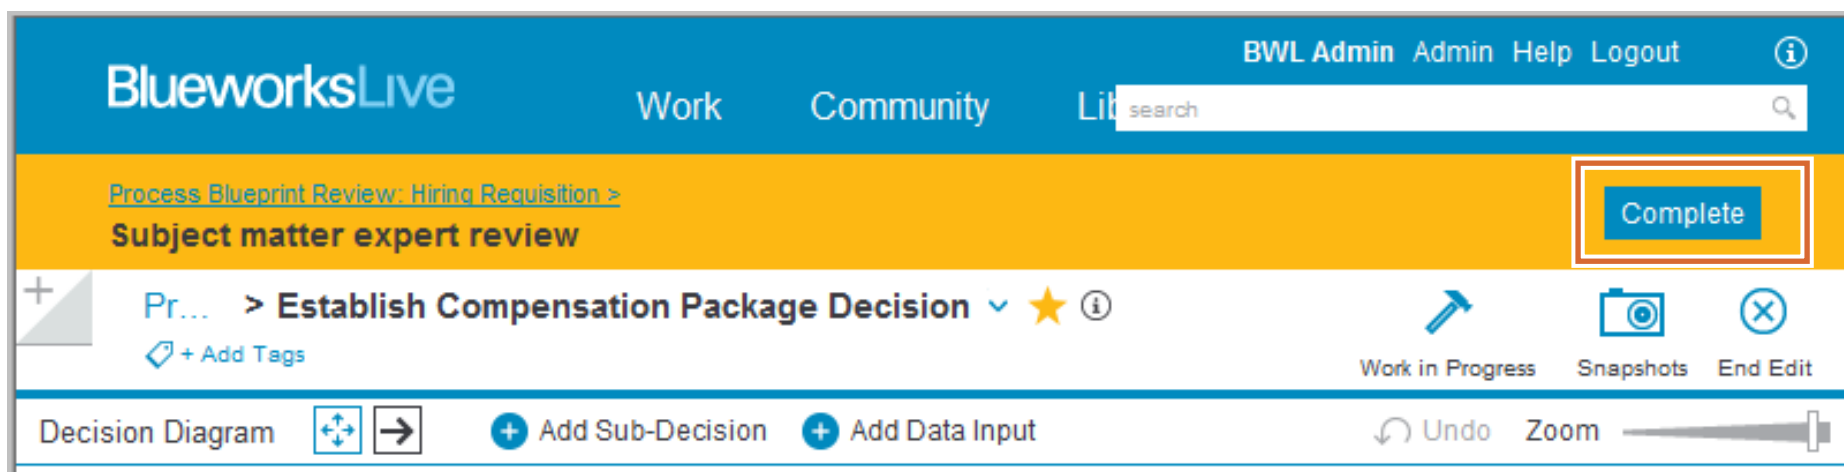 BWL Admin Admin Help Logout
BlueworksLive
Work Community Lib
search
Process Blueprint Review: Hiring Requisition >
Subject matter expert review
Complete
Pr... > Establish Compensation Package Decision
+ Add Tags
Work in Progress Snapshots End Edit
Decision Diagram Add Sub-Decision Add Data Input Undo Zoom